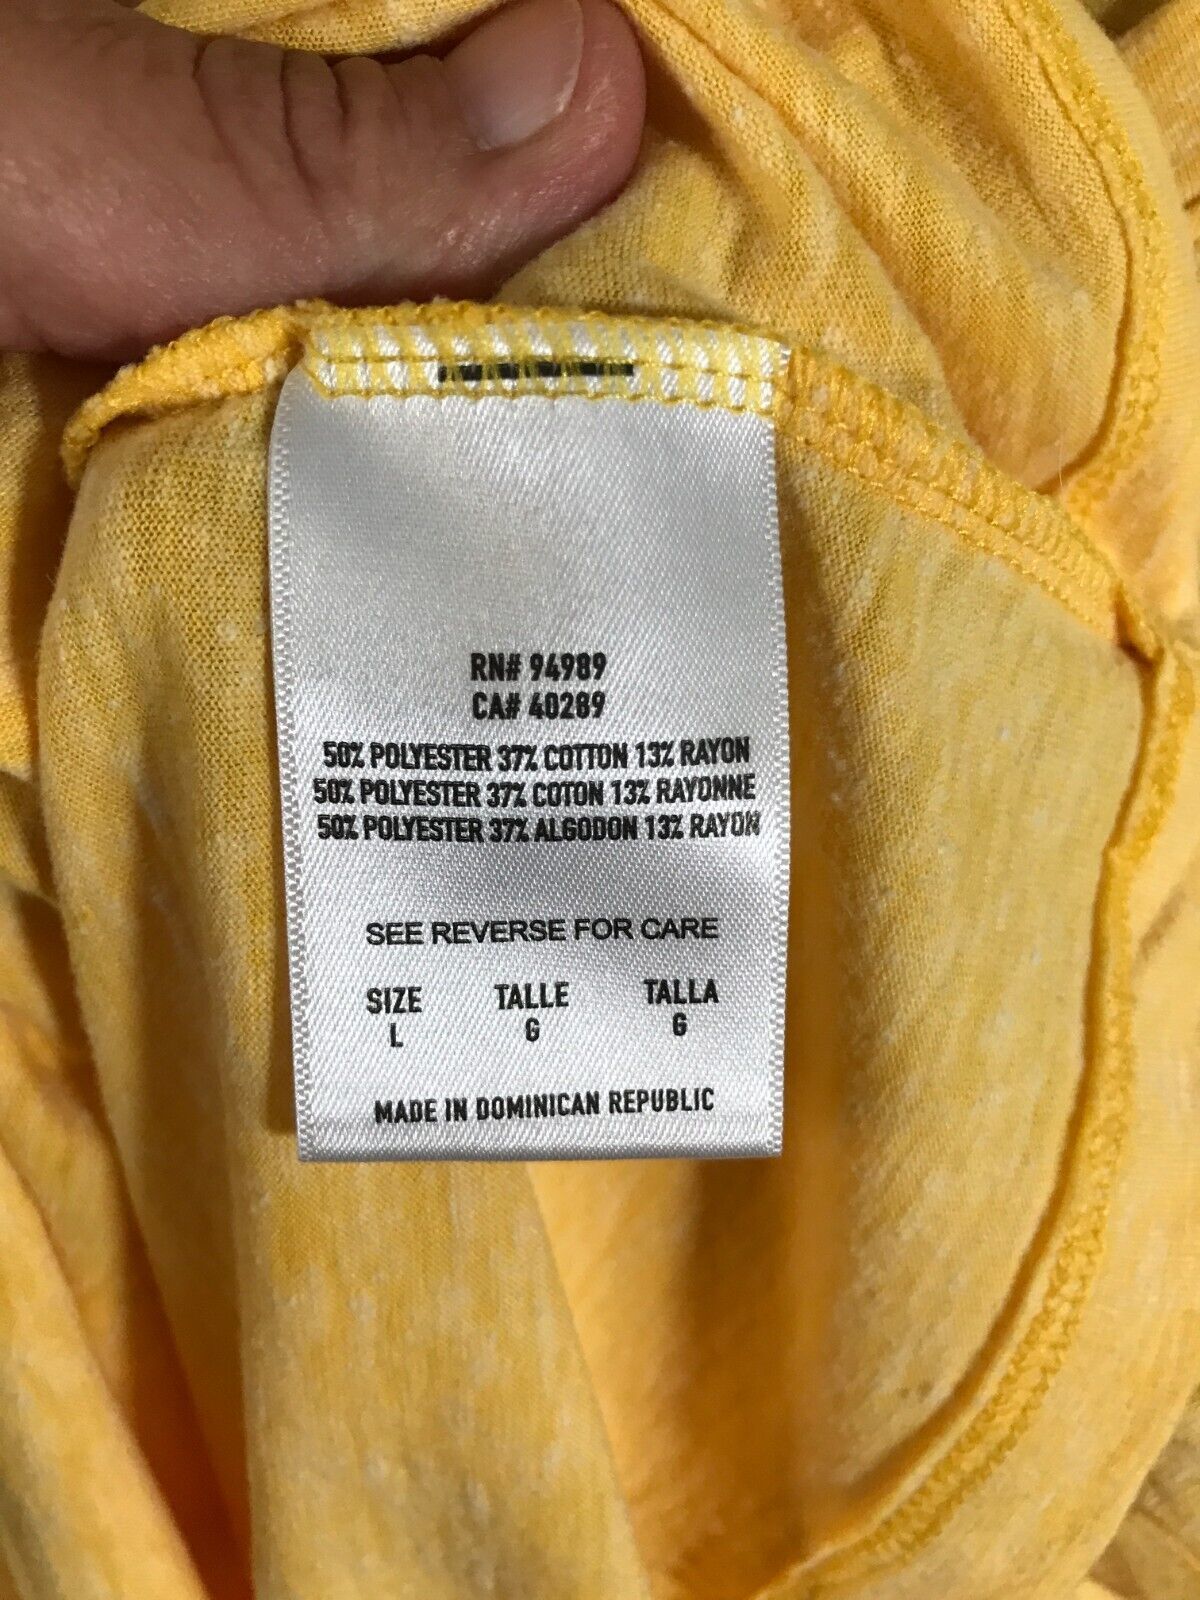 RN# 94989
CA# 40289
50% POLYESTER 37% COTTON 13% RAYON
50% POLYESTER 37% COTON 13% RAYONNE
50% POLYESTER 37% ALGODON 13% RAYON
SEE REVERSE FOR CARE
SIZE TALLE TALLA
L G G
MADE IN DOMINICAN REPUBLIC